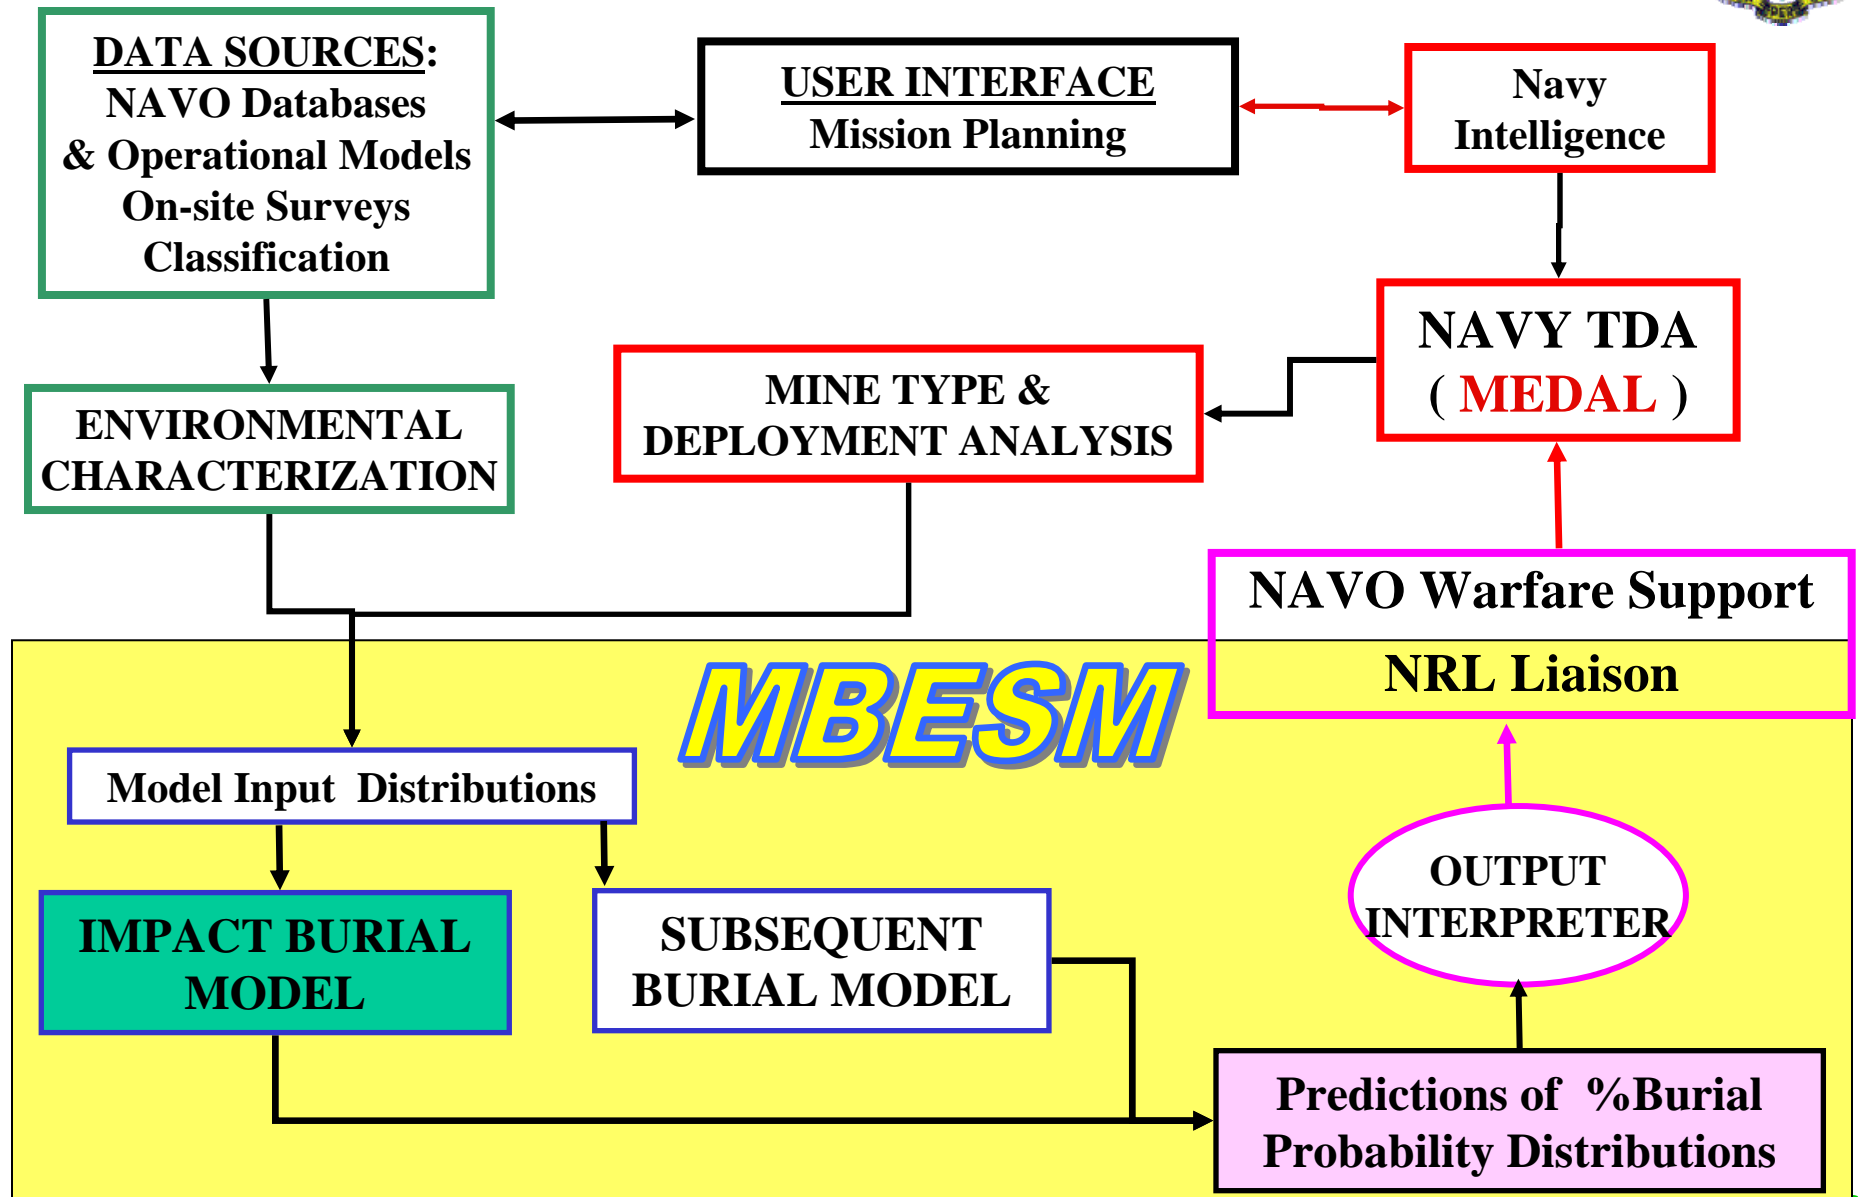 DATA SOURCES:
NAVO Databases
& Operational Models
On-site Surveys
Classification
USER INTERFACE
Mission Planning
Navy
Intelligence
NAVY TDA
( MEDAL )
MINE TYPE &
DEPLOYMENT ANALYSIS
ENVIRONMENTAL
CHARACTERIZATION
NAVO Warfare Support
NRL Liaison
MBESM
Model Input Distributions
IMPACT BURIAL
MODEL
SUBSEQUENT
BURIAL MODEL
OUTPUT
INTERPRETER
Predictions of %Burial
Probability Distributions